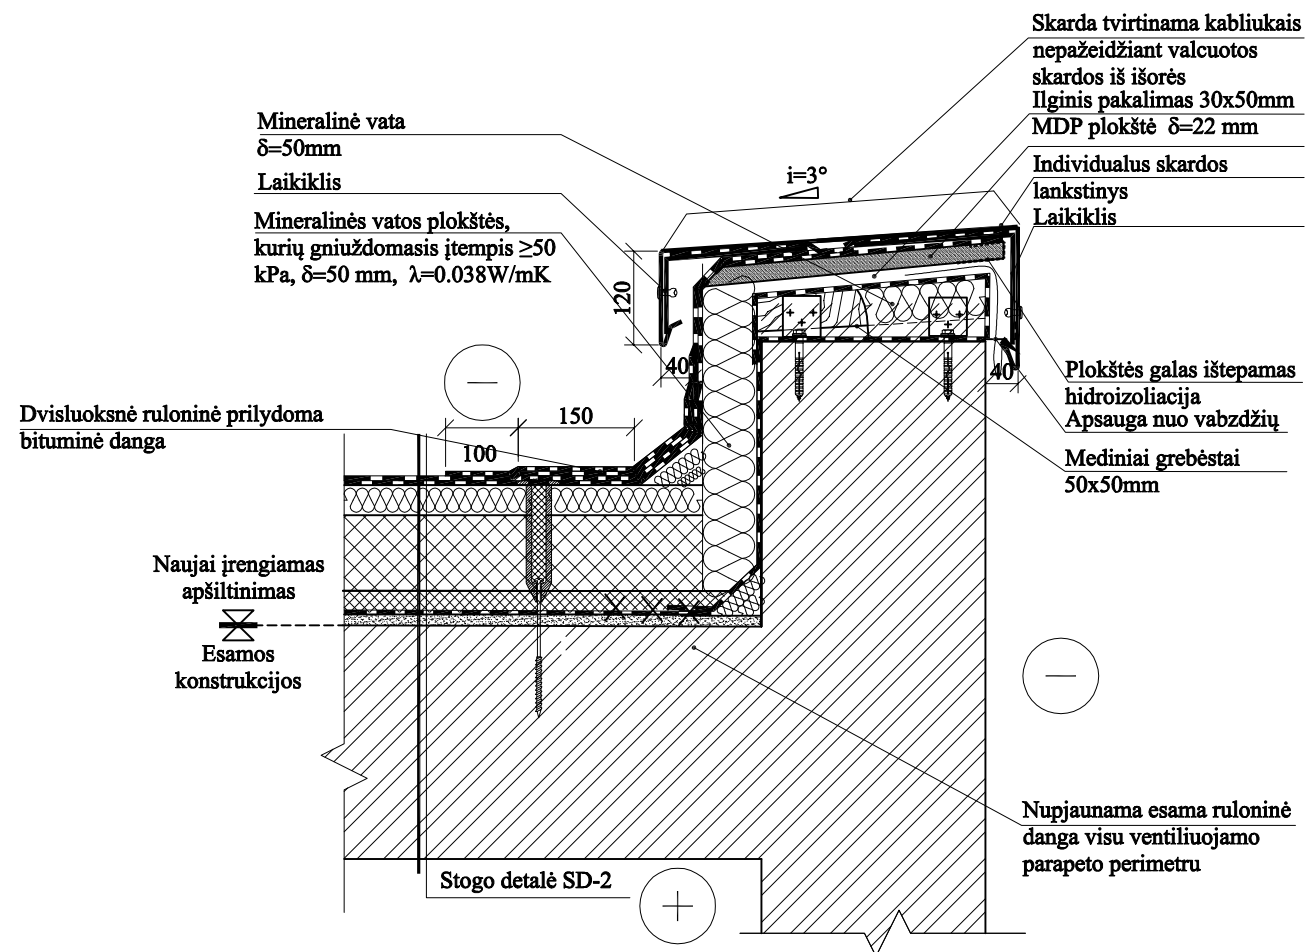 Skarda tvirtinama kabliukais
nepažeidžiant valcuotos
skardos iš išorės
Ilginis pakalimas 30x50mm
MDP plokštė δ=22 mm
Individualus skardos
lankstinys
Laikiklis
Mineralinė vata
δ=50mm
Laikiklis
Mineralinės vatos plokštės,
kurių gniuždomasis įtempis ≥50
kPa, δ=50 mm, λ=0.038W/mK
i=3°
120
40
40
Dvisluoksnė ruloninė prilydoma
bituminė danga
150
100
Plokštės galas ištepamas
hidroizoliacija
Apsauga nuo vabzdžių
Mediniai grebėstai
50x50mm
Naujai įrengiamas
apšiltinimas
Esamos
konstrukcijos
Nupjaunama esama ruloninė
danga visu ventiliuojamo
parapeto perimetru
Stogo detalė SD-2